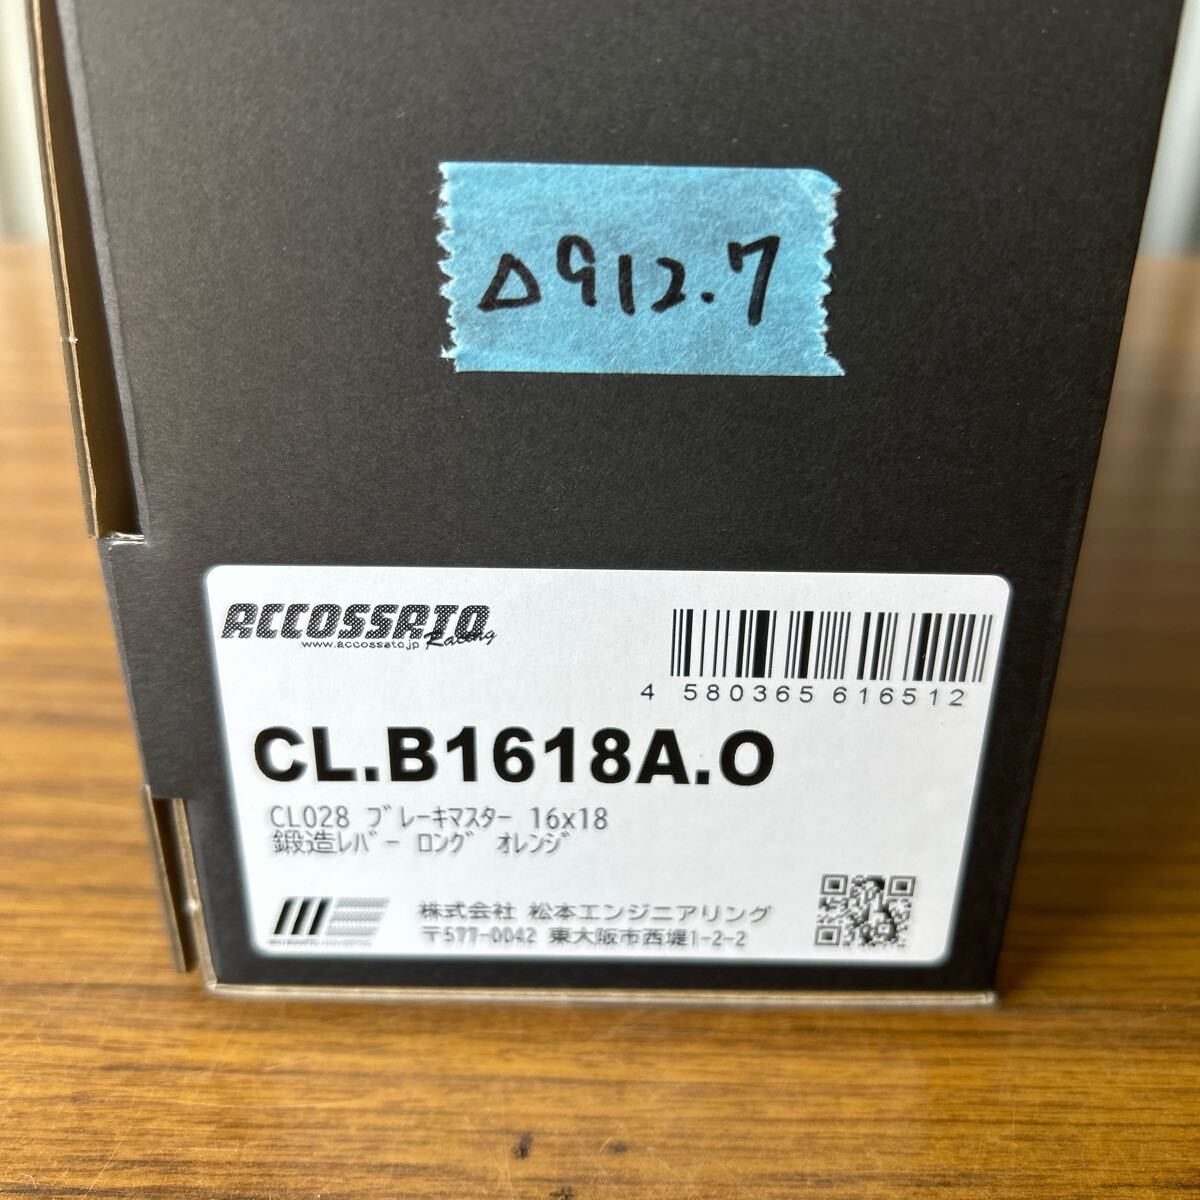 △912.7
ACCOSSATO
Racing
www.accossato.jp
4 580365 616512
CL.B1618A.O
CL028 ブレーキマスター 16x18
鍛造レバー ロング オレンジ
株式会社 松本エンジニアリング
〒577-0042 東大阪市西堤1-2-2